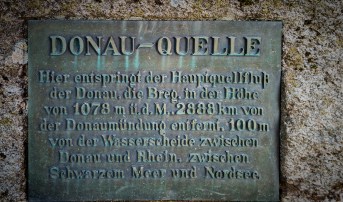 DONAU-QUELLE
Hier entspringt der Hauptquellfluß
der Donau, die Breg, in der Höhe
von 1078 m ü.d.M., 2888 km von
der Donaumündung entfernt, 100 m
von der Wasserscheide zwischen
Donau und Rhein, zwischen
Schwarzem Meer und Nordsee.